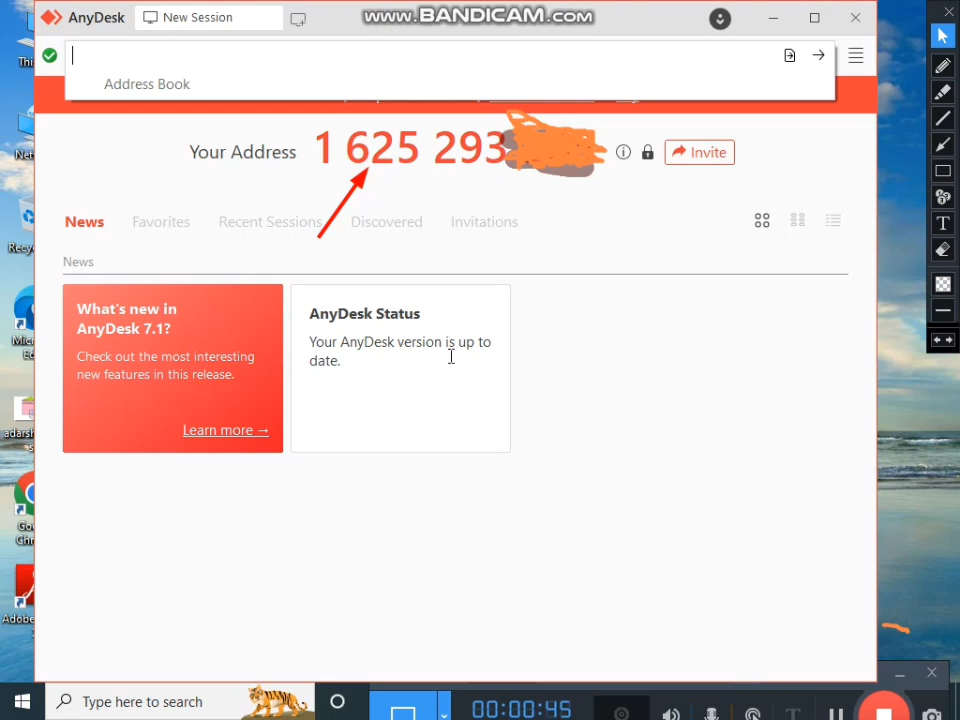 AnyDesk
New Session
www.BANDICAM.com
Address Book
Your Address
1 625 293
Invite
News
Favorites
Recent Sessions
Discovered
Invitations
News
What's new in
AnyDesk 7.1?
Check out the most interesting
new features in this release.
Learn more →
AnyDesk Status
Your AnyDesk version is up to
date.
Type here to search
00:00:45
T